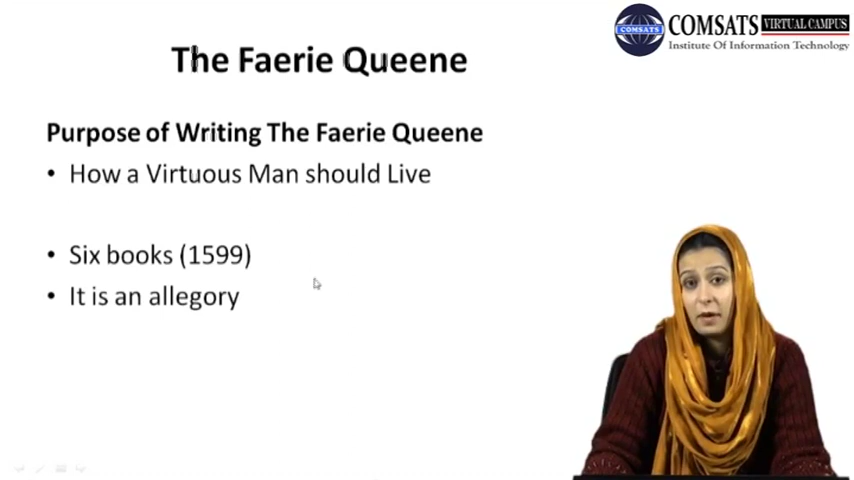 COMSATS VIRTUAL CAMPUS
COMSATS
Institute Of Information Technology
The Faerie Queene
Purpose of Writing The Faerie Queene
• How a Virtuous Man should Live
• Six books (1599)
• It is an allegory